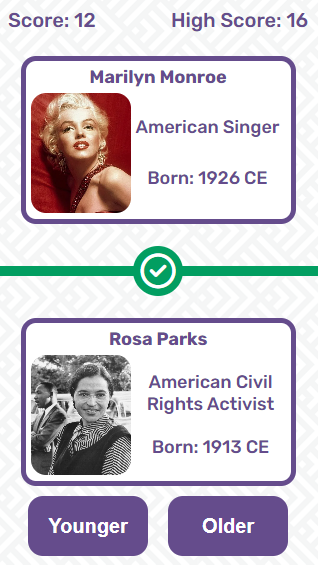 Score: 12
High Score: 16
Marilyn Monroe
American Singer
Born: 1926 CE
Rosa Parks
American Civil
Rights Activist
Born: 1913 CE
Younger
Older